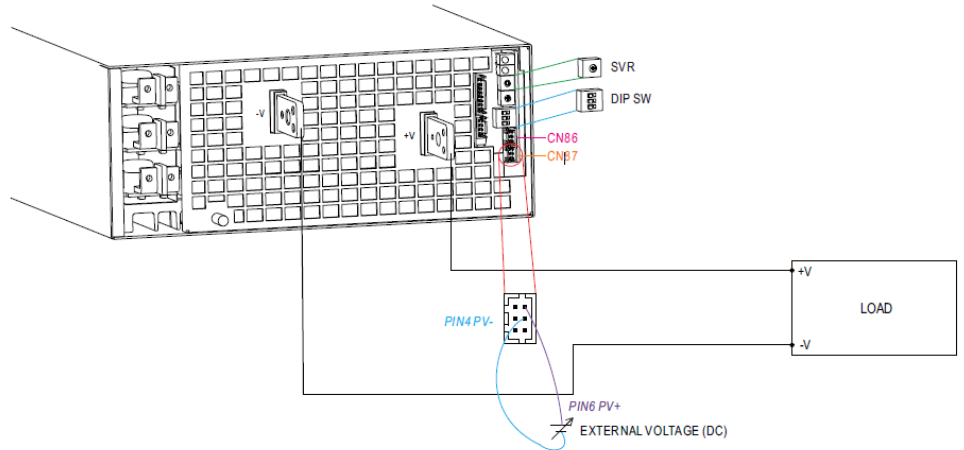 SVR
DIP SW
-V
+V
CN86
CN87
+V
LOAD
-V
PIN4 PV-
PIN6 PV+
EXTERNAL VOLTAGE (DC)